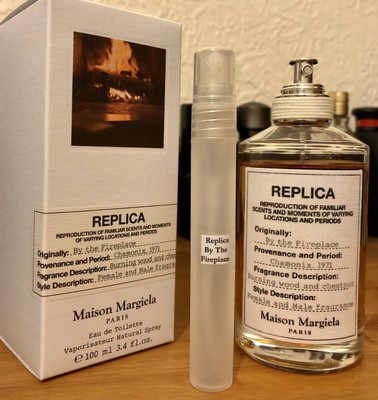 REPLICA
REPRODUCTION OF FAMILIAR SCENTS AND MOMENTS
OF VARYING LOCATIONS AND PERIODS
Originally: By the Fireplace
Provenance and Period: Chamonix, 1971
Fragrance Description: Burning wood and chestnut
Style Description: Female and Male fragrance
Maison Margiela
PARIS
Eau de Toilette
Vaporisateur Natural Spray
e 100 ml 3.4 fl.oz.
Replica
By The
Fireplace
REPLICA
REPRODUCTION OF FAMILIAR
SCENTS AND MOMENTS OF VARYING
LOCATIONS AND PERIODS
Originally:
By the Fireplace
Provenance and Period:
Chamonix, 1971
Fragrance Description:
Burning wood and chestnut
Style Description:
Female and Male fragrance
Maison Margiela
PARIS